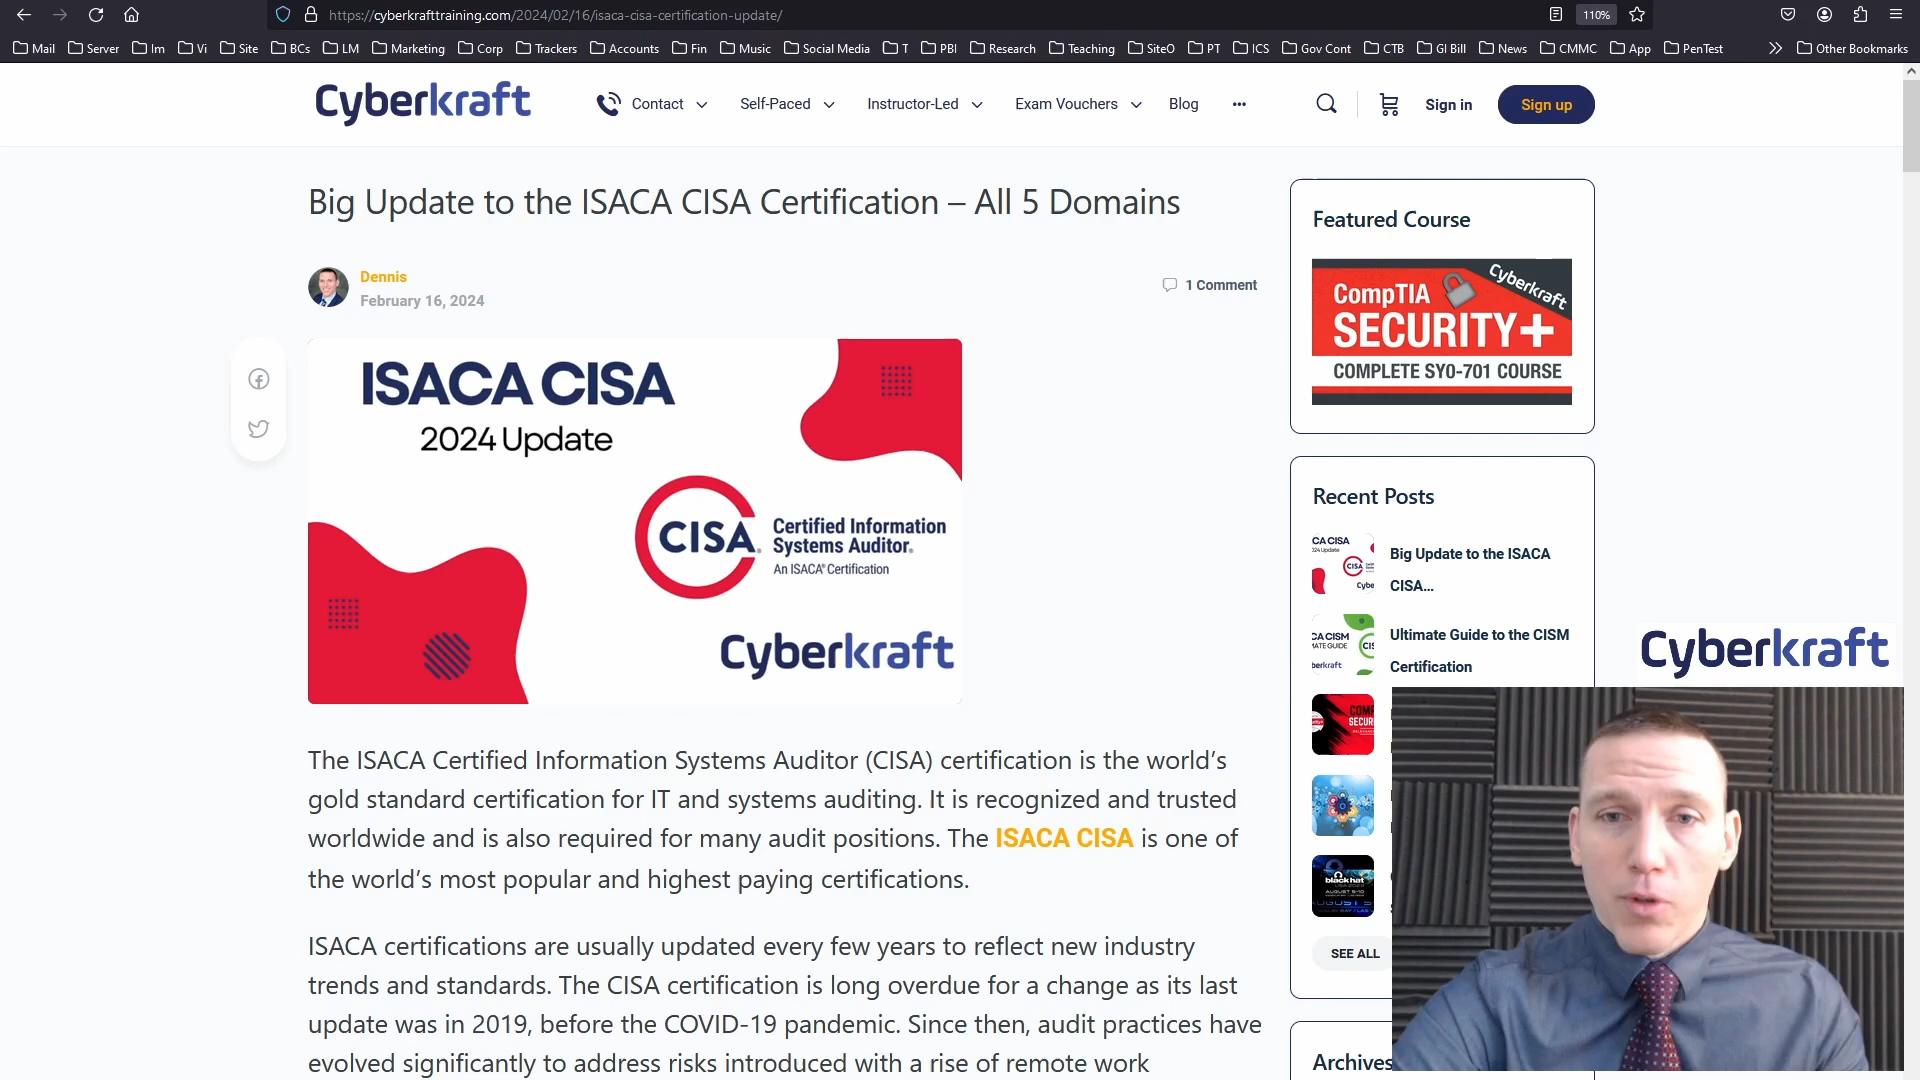 https://cyberkrafttraining.com/2024/02/16/isaca-cisa-certification-update/
110%
Mail Server Im Vi Site BCs LM Marketing Corp Trackers Accounts Fin Music Social Media T PBI Research Teaching SiteO PT ICS Gov Cont CTB GI Bill News CMMC App PenTest Other Bookmarks
Cyberkraft Contact Self-Paced Instructor-Led Exam Vouchers Blog Sign in Sign up
Big Update to the ISACA CISA Certification – All 5 Domains
Dennis
February 16, 2024
1 Comment
ISACA CISA
2024 Update
CISA® Certified Information
Systems Auditor®
An ISACA® Certification
Cyberkraft
The ISACA Certified Information Systems Auditor (CISA) certification is the world’s
gold standard certification for IT and systems auditing. It is recognized and trusted
worldwide and is also required for many audit positions. The ISACA CISA is one of
the world’s most popular and highest paying certifications.
ISACA certifications are usually updated every few years to reflect new industry
trends and standards. The CISA certification is long overdue for a change as its last
update was in 2019, before the COVID-19 pandemic. Since then, audit practices have
evolved significantly to address risks introduced with a rise of remote work
Featured Course
Cyberkraft
CompTIA
SECURITY+
COMPLETE SY0-701 COURSE
Recent Posts
Big Update to the ISACA
CISA...
Ultimate Guide to the CISM
Certification
blackhat
SEE ALL
Archives
Cyberkraft